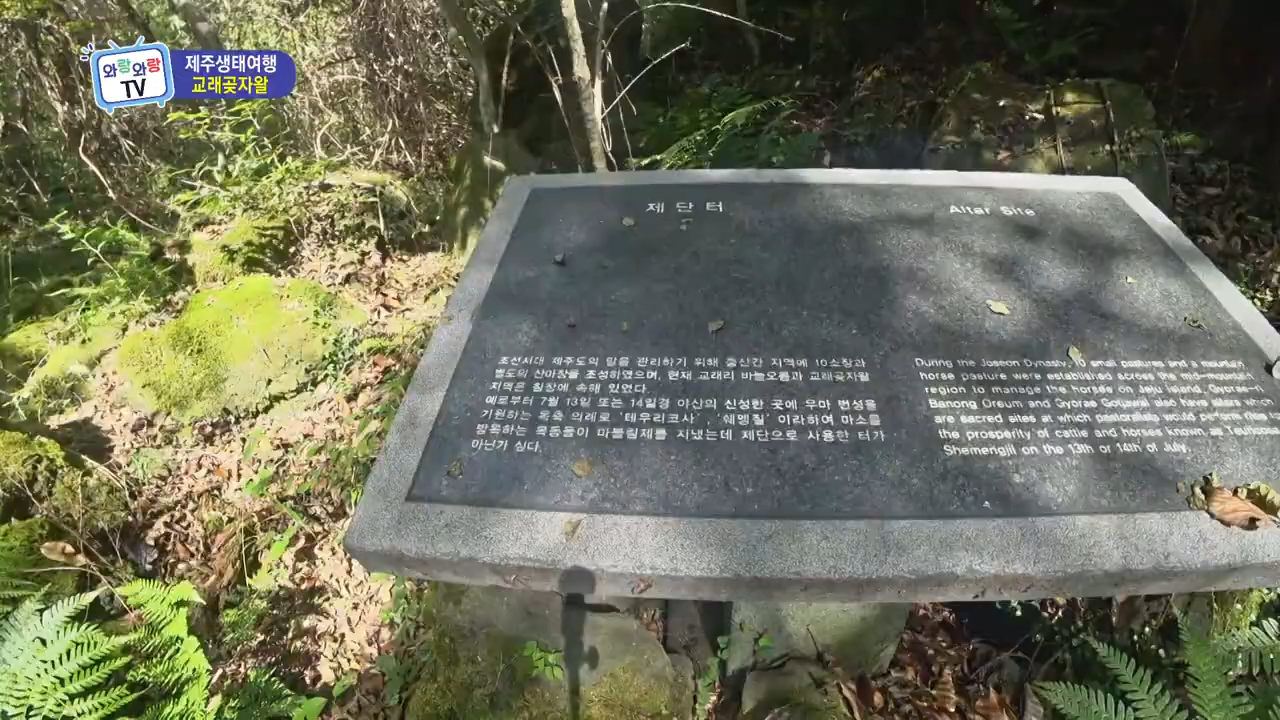 와랑와랑
TV
제주생태여행
교래곶자왈
제 단 터
조선시대 제주도의 말을 관리하기 위해 중산간 지역에 10소장과
별도의 산마장을 조성하였으며, 현재 교래리 바늘오름과 교래곶자왈
지역은 침장에 속해 있었다.
예로부터 7월 13일 또는 14일경 야산의 신성한 곳에 우마 번성을
기원하는 목축 의례로 '테우리코사', '쉐멩질' 이라하여 마소를
방목하는 목동들이 마불림제를 지냈는데 제단으로 사용한 터가
아닌가 싶다.
Altar Site
During the Joseon Dynasty, 10 small pastures and a mountain
horse pasture were established across the mid-mountain
region to manage the horses on Jeju Island. Gyorae-ri
Banong Oreum and Gyorae Gotjawal also have altars which
are sacred sites at which pastoralists would perform rites
the prosperity of cattle and horses known as
Shemengjil on the 13th or 14th of July.